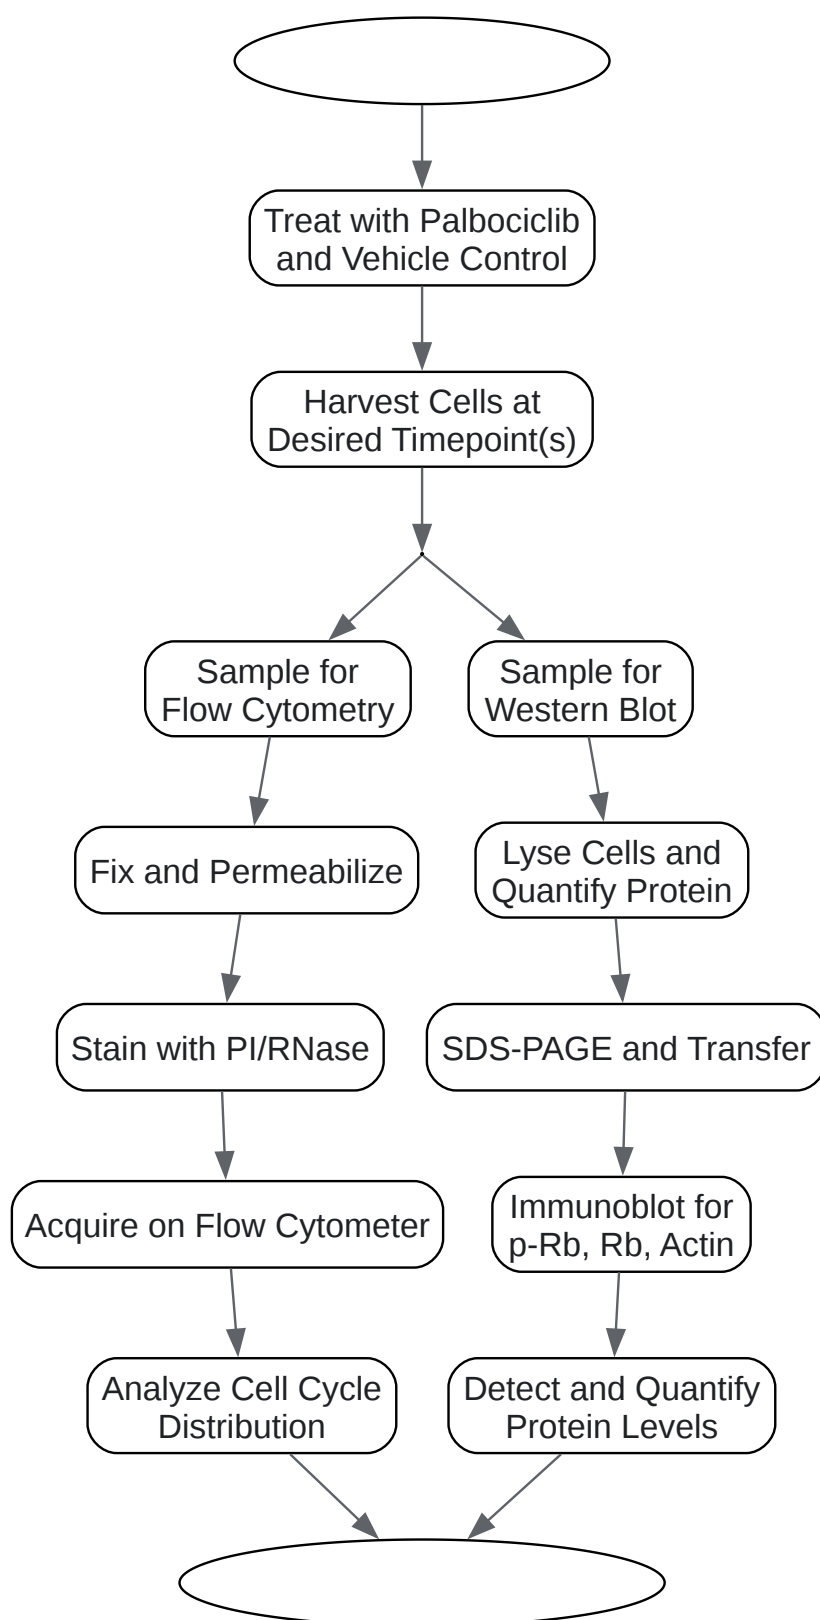 Treat with Palbociclib
and Vehicle Control
Harvest Cells at
Desired Timepoint(s)
Sample for
Flow Cytometry
Sample for
Western Blot
Fix and Permeabilize
Lyse Cells and
Quantify Protein
Stain with PI/RNase
SDS-PAGE and Transfer
Acquire on Flow Cytometer
Immunoblot for
p-Rb, Rb, Actin
Analyze Cell Cycle
Distribution
Detect and Quantify
Protein Levels